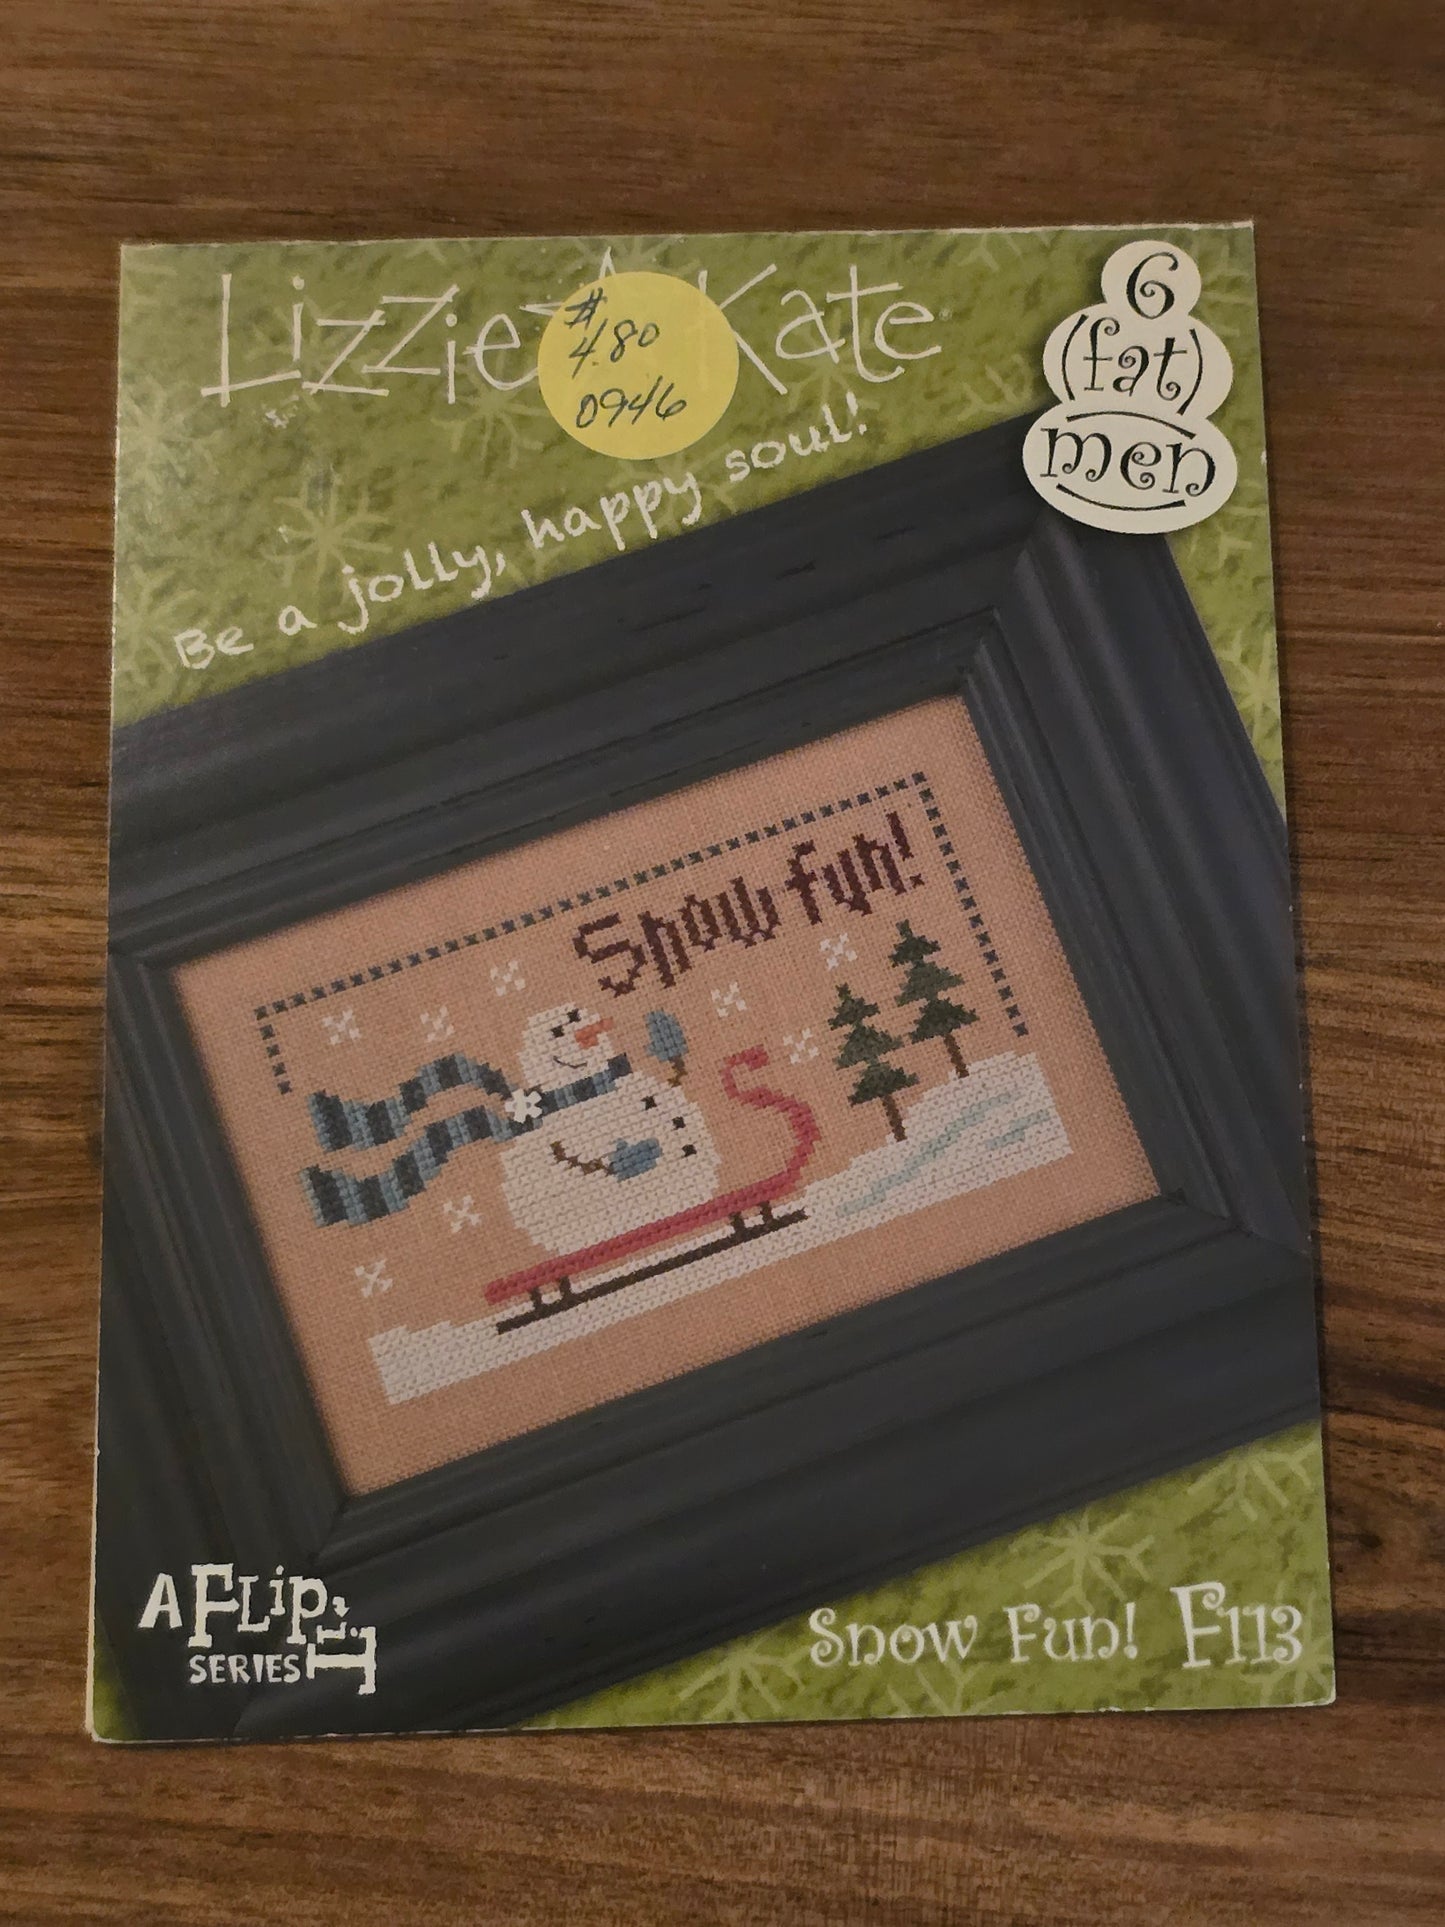 Lizzie Kate
#
4.80
0946
6
(fat)
men
Be a jolly, happy soul!
Snow fun!
A FLiP iT
SERIES
Snow Fun! F113